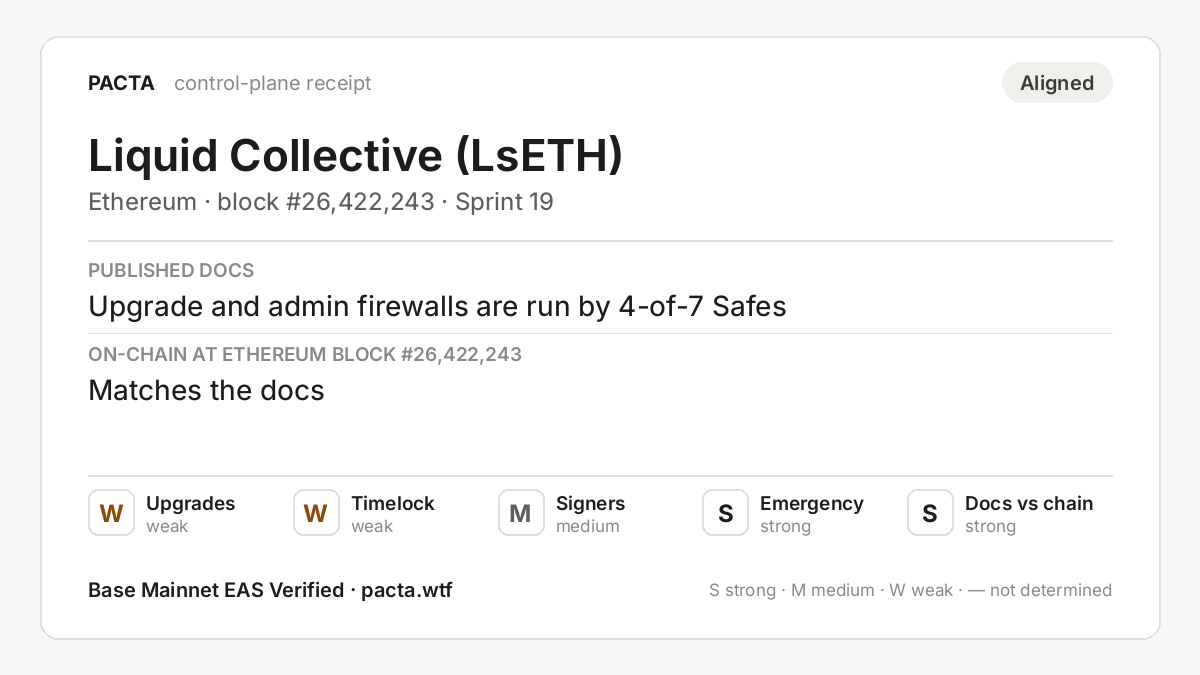 PACTA control-plane receipt Aligned
Liquid Collective (LsETH)
Ethereum · block #26,422,243 · Sprint 19
PUBLISHED DOCS
Upgrade and admin firewalls are run by 4-of-7 Safes
ON-CHAIN AT ETHEREUM BLOCK #26,422,243
Matches the docs
W Upgrades weak
W Timelock weak
M Signers medium
S Emergency strong
S Docs vs chain strong
Base Mainnet EAS Verified · pacta.wtf
S strong · M medium · W weak · — not determined